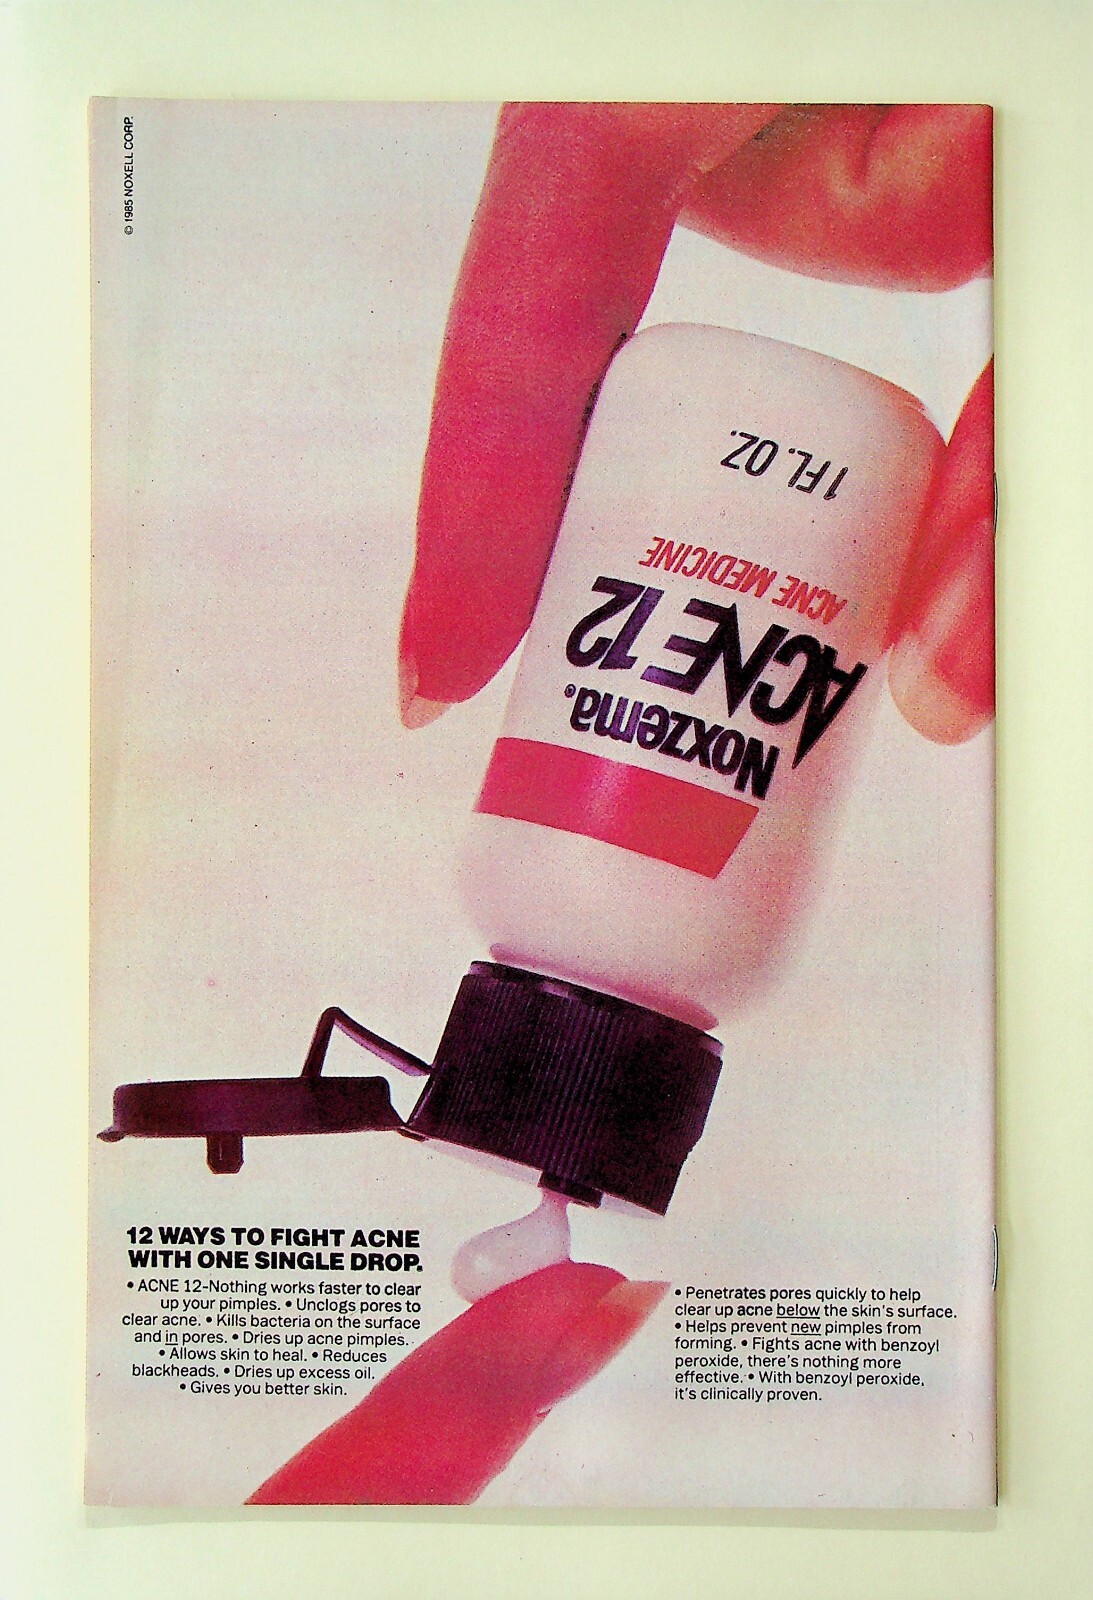 © 1985 NOXELL CORP.
1 FL. OZ.
ACNE MEDICINE
ACNE 12
Noxzema®
12 WAYS TO FIGHT ACNE
WITH ONE SINGLE DROP.
• ACNE 12-Nothing works faster to clear
up your pimples. • Unclogs pores to
clear acne. • Kills bacteria on the surface
and in pores. • Dries up acne pimples.
• Allows skin to heal. • Reduces
blackheads. • Dries up excess oil.
• Gives you better skin.
• Penetrates pores quickly to help
clear up acne below the skin's surface.
• Helps prevent new pimples from
forming. • Fights acne with benzoyl
peroxide, there's nothing more
effective. • With benzoyl peroxide,
it's clinically proven.